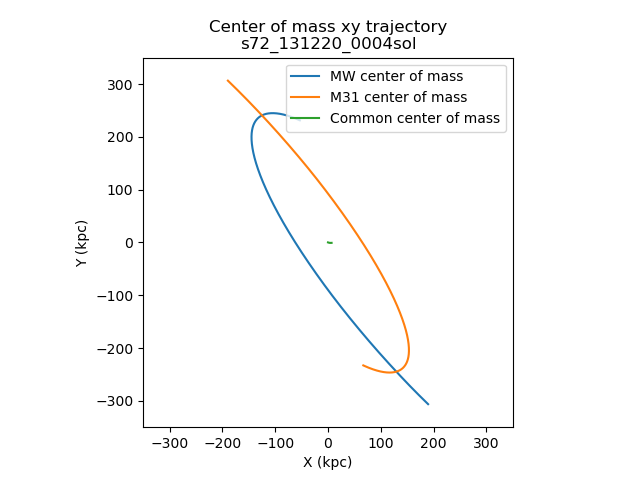 Center of mass xy trajectory
s72_131220_0004sol
MW center of mass
M31 center of mass
Common center of mass
300
200
100
0
−100
−200
−300
Y (kpc)
−300 −200 −100 0 100 200 300
X (kpc)